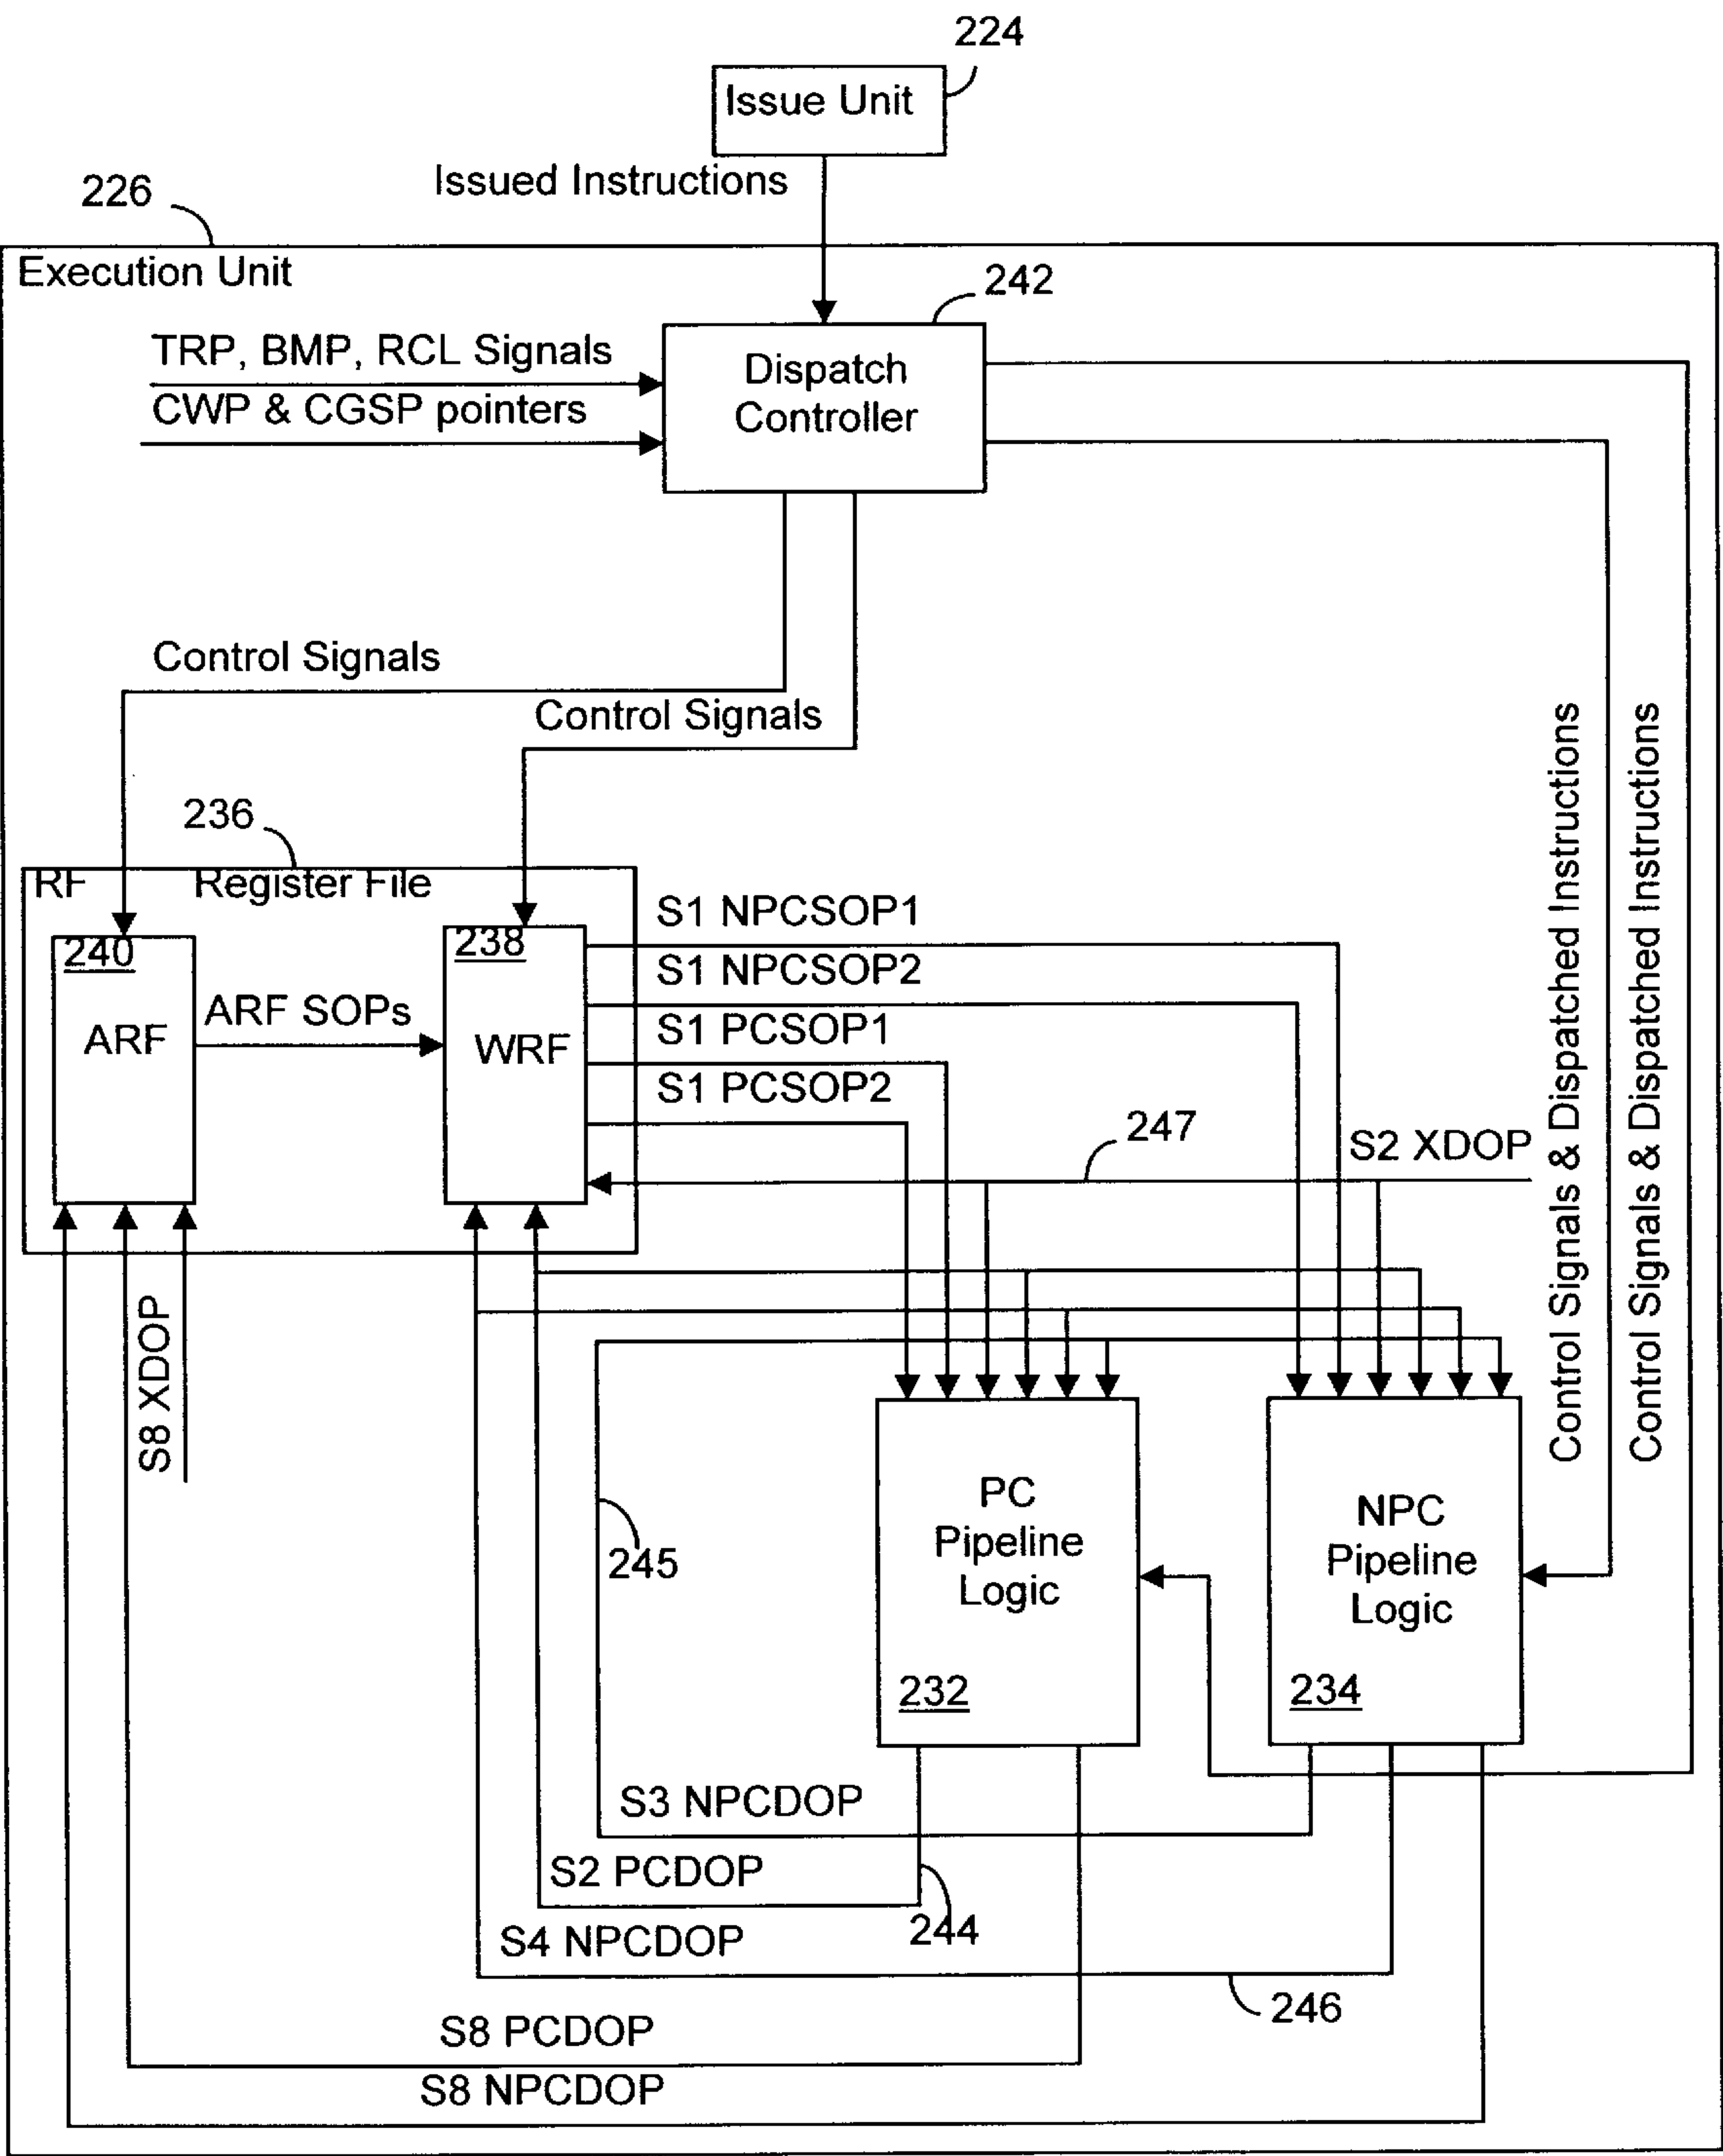 224
Issue Unit
Issued Instructions
226
Execution Unit
242
TRP, BMP, RCL Signals
CWP & CGSP pointers
Dispatch
Controller
Control Signals
Control Signals
Control Signals & Dispatched Instructions
Control Signals & Dispatched Instructions
236
RF
Register File
240
ARF
ARF SOPs
238
WRF
S1 NPCSOP1
S1 NPCSOP2
S1 PCSOP1
S1 PCSOP2
247
S2 XDOP
S8 XDOP
245
PC
Pipeline
Logic
232
NPC
Pipeline
Logic
234
S3 NPCDOP
S2 PCDOP
244
S4 NPCDOP
246
S8 PCDOP
S8 NPCDOP